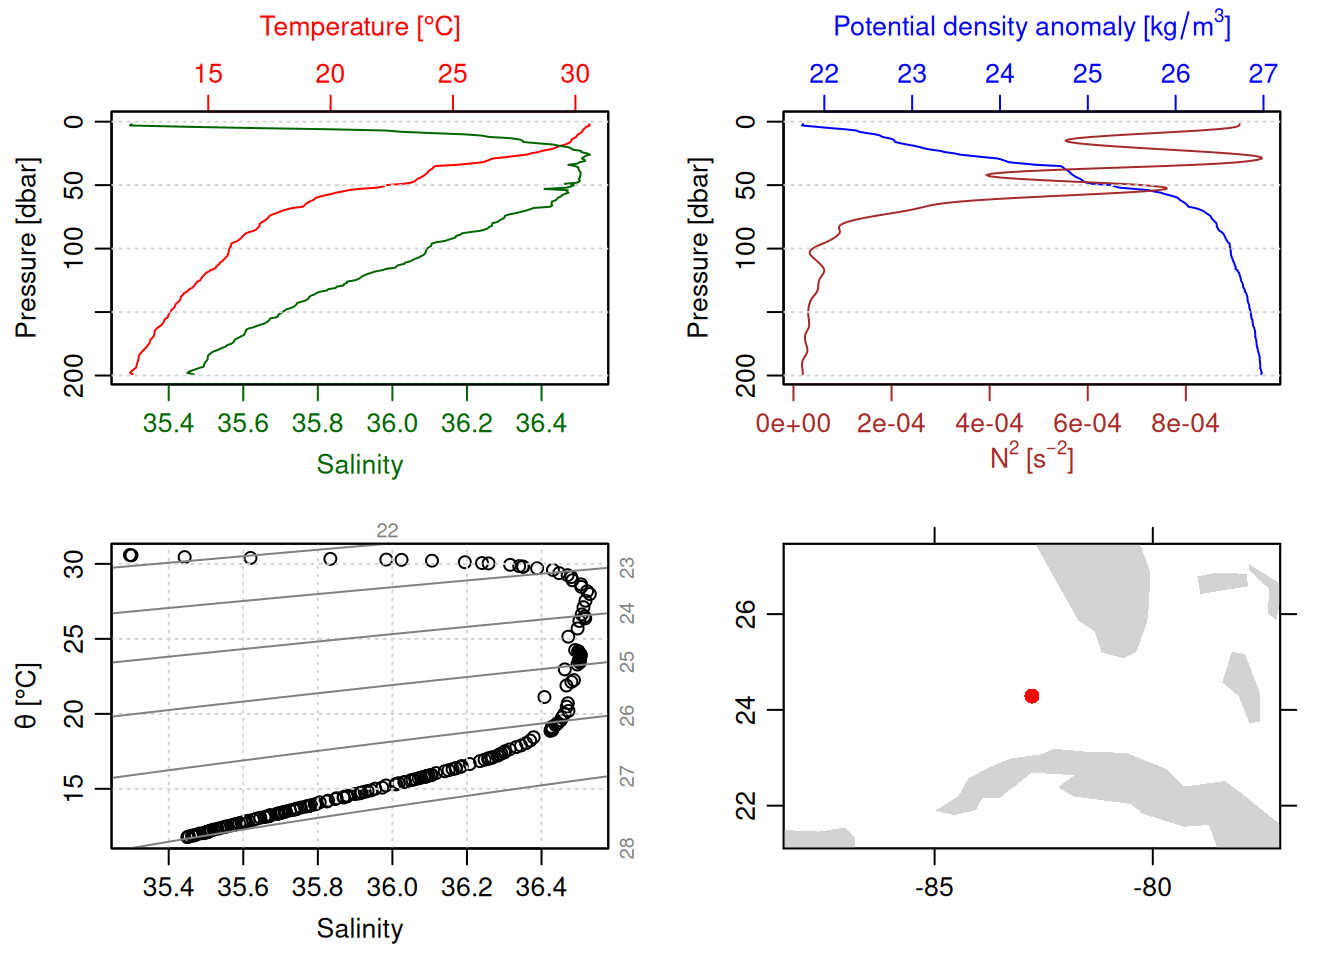 Temperature [°C]
15 20 25 30
Pressure [dbar]
0
50
100
200
35.4 35.6 35.8 36.0 36.2 36.4
Salinity
Potential density anomaly [kg/m³]
22 23 24 25 26 27
Pressure [dbar]
0
50
100
200
0e+00 2e-04 4e-04 6e-04 8e-04
N² [s⁻²]
22
23
24
25
26
27
28
θ [°C]
30
25
20
15
35.4 35.6 35.8 36.0 36.2 36.4
Salinity
26
24
22
-85 -80